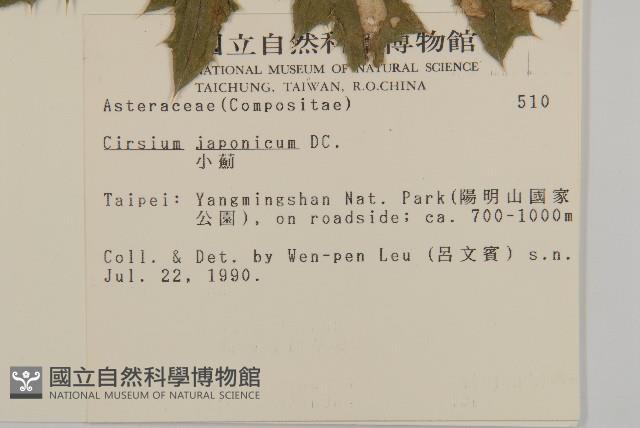 國立自然科學博物館
NATIONAL MUSEUM OF NATURAL SCIENCE
TAICHUNG, TAIWAN, R.O.CHINA
Asteraceae(Compositae) 510
Cirsium japonicum DC.
小薊
Taipei: Yangmingshan Nat. Park(陽明山國家
公園), on roadside; ca. 700-1000m
Coll. & Det. by Wen-pen Leu (呂文賓) s.n.
Jul. 22, 1990.
國立自然科學博物館
NATIONAL MUSEUM OF NATURAL SCIENCE